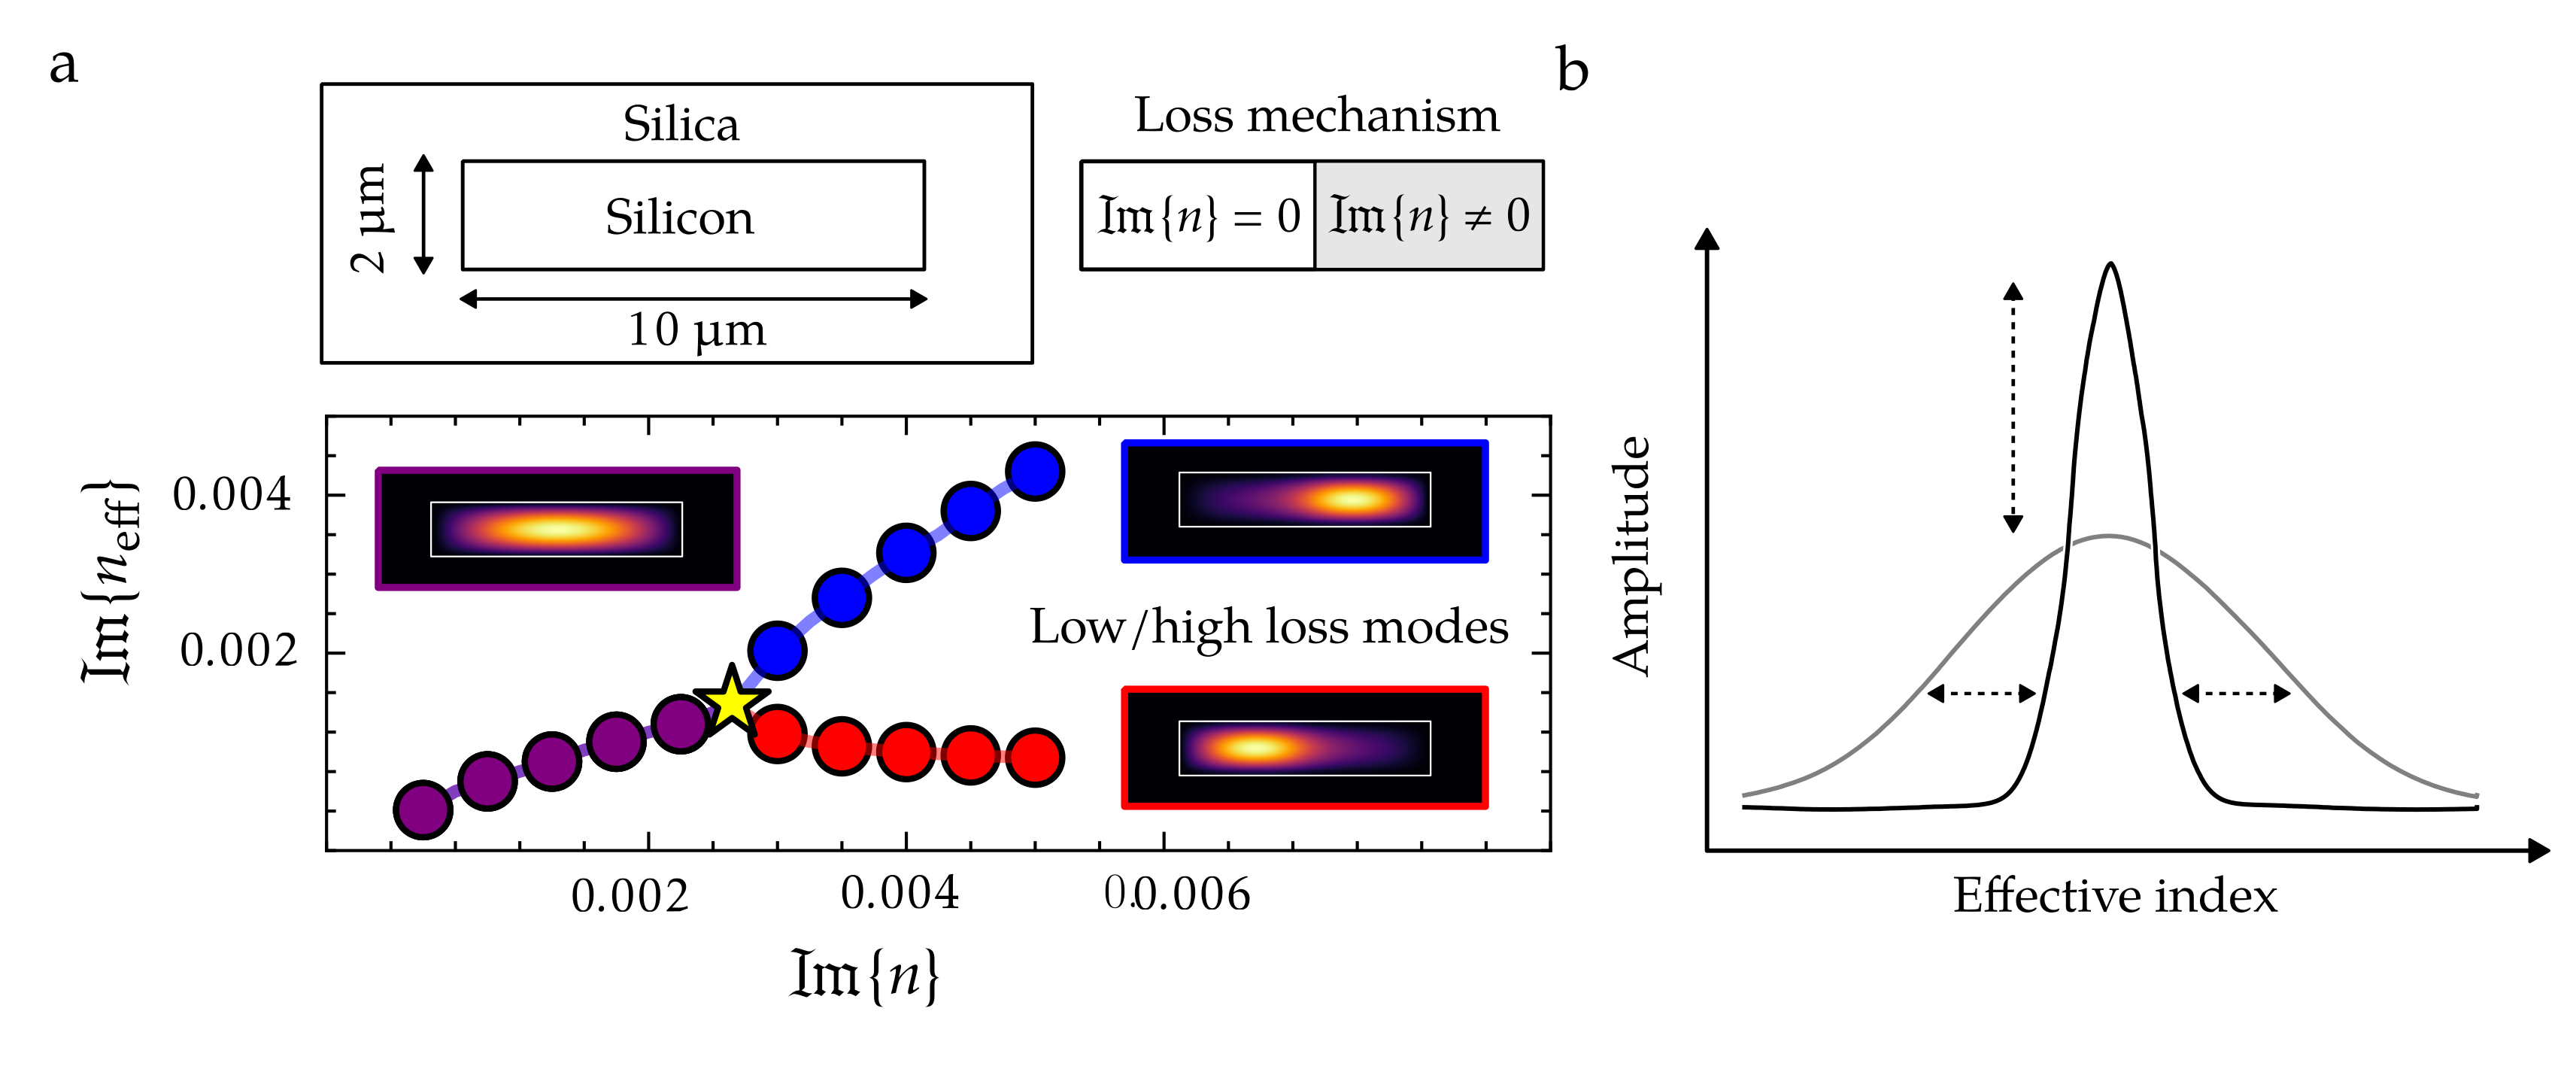 a
Silica
Silicon
2 µm
10 µm
Loss mechanism
ℑm{n} = 0
ℑm{n} ≠ 0
ℑm{n_eff}
0.004
0.002
Low/high loss modes
0.002
0.004
0.0.006
ℑm{n}
b
Amplitude
Effective index